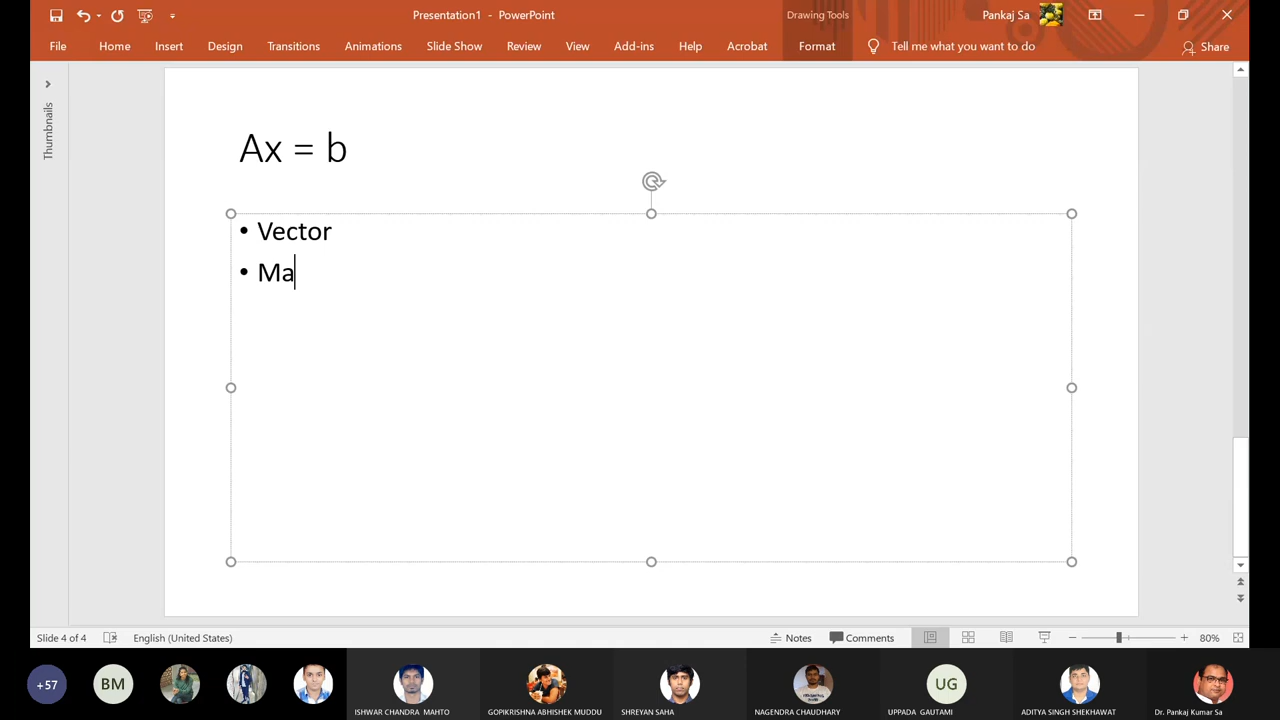 Presentation1 - PowerPoint
Drawing Tools
Pankaj Sa
File Home Insert Design Transitions Animations Slide Show Review View Add-ins Help Acrobat Format Tell me what you want to do Share
Thumbnails
Ax = b
• Vector
• Ma
Slide 4 of 4 English (United States) Notes Comments 80%
+57 BM UG
ISHWAR CHANDRA MAHTO GOPIKRISHNA ABHISHEK MUDDU SHREYAN SAHA NAGENDRA CHAUDHARY UPPADA GAUTAMI ADITYA SINGH SHEKHAWAT Dr. Pankaj Kumar Sa